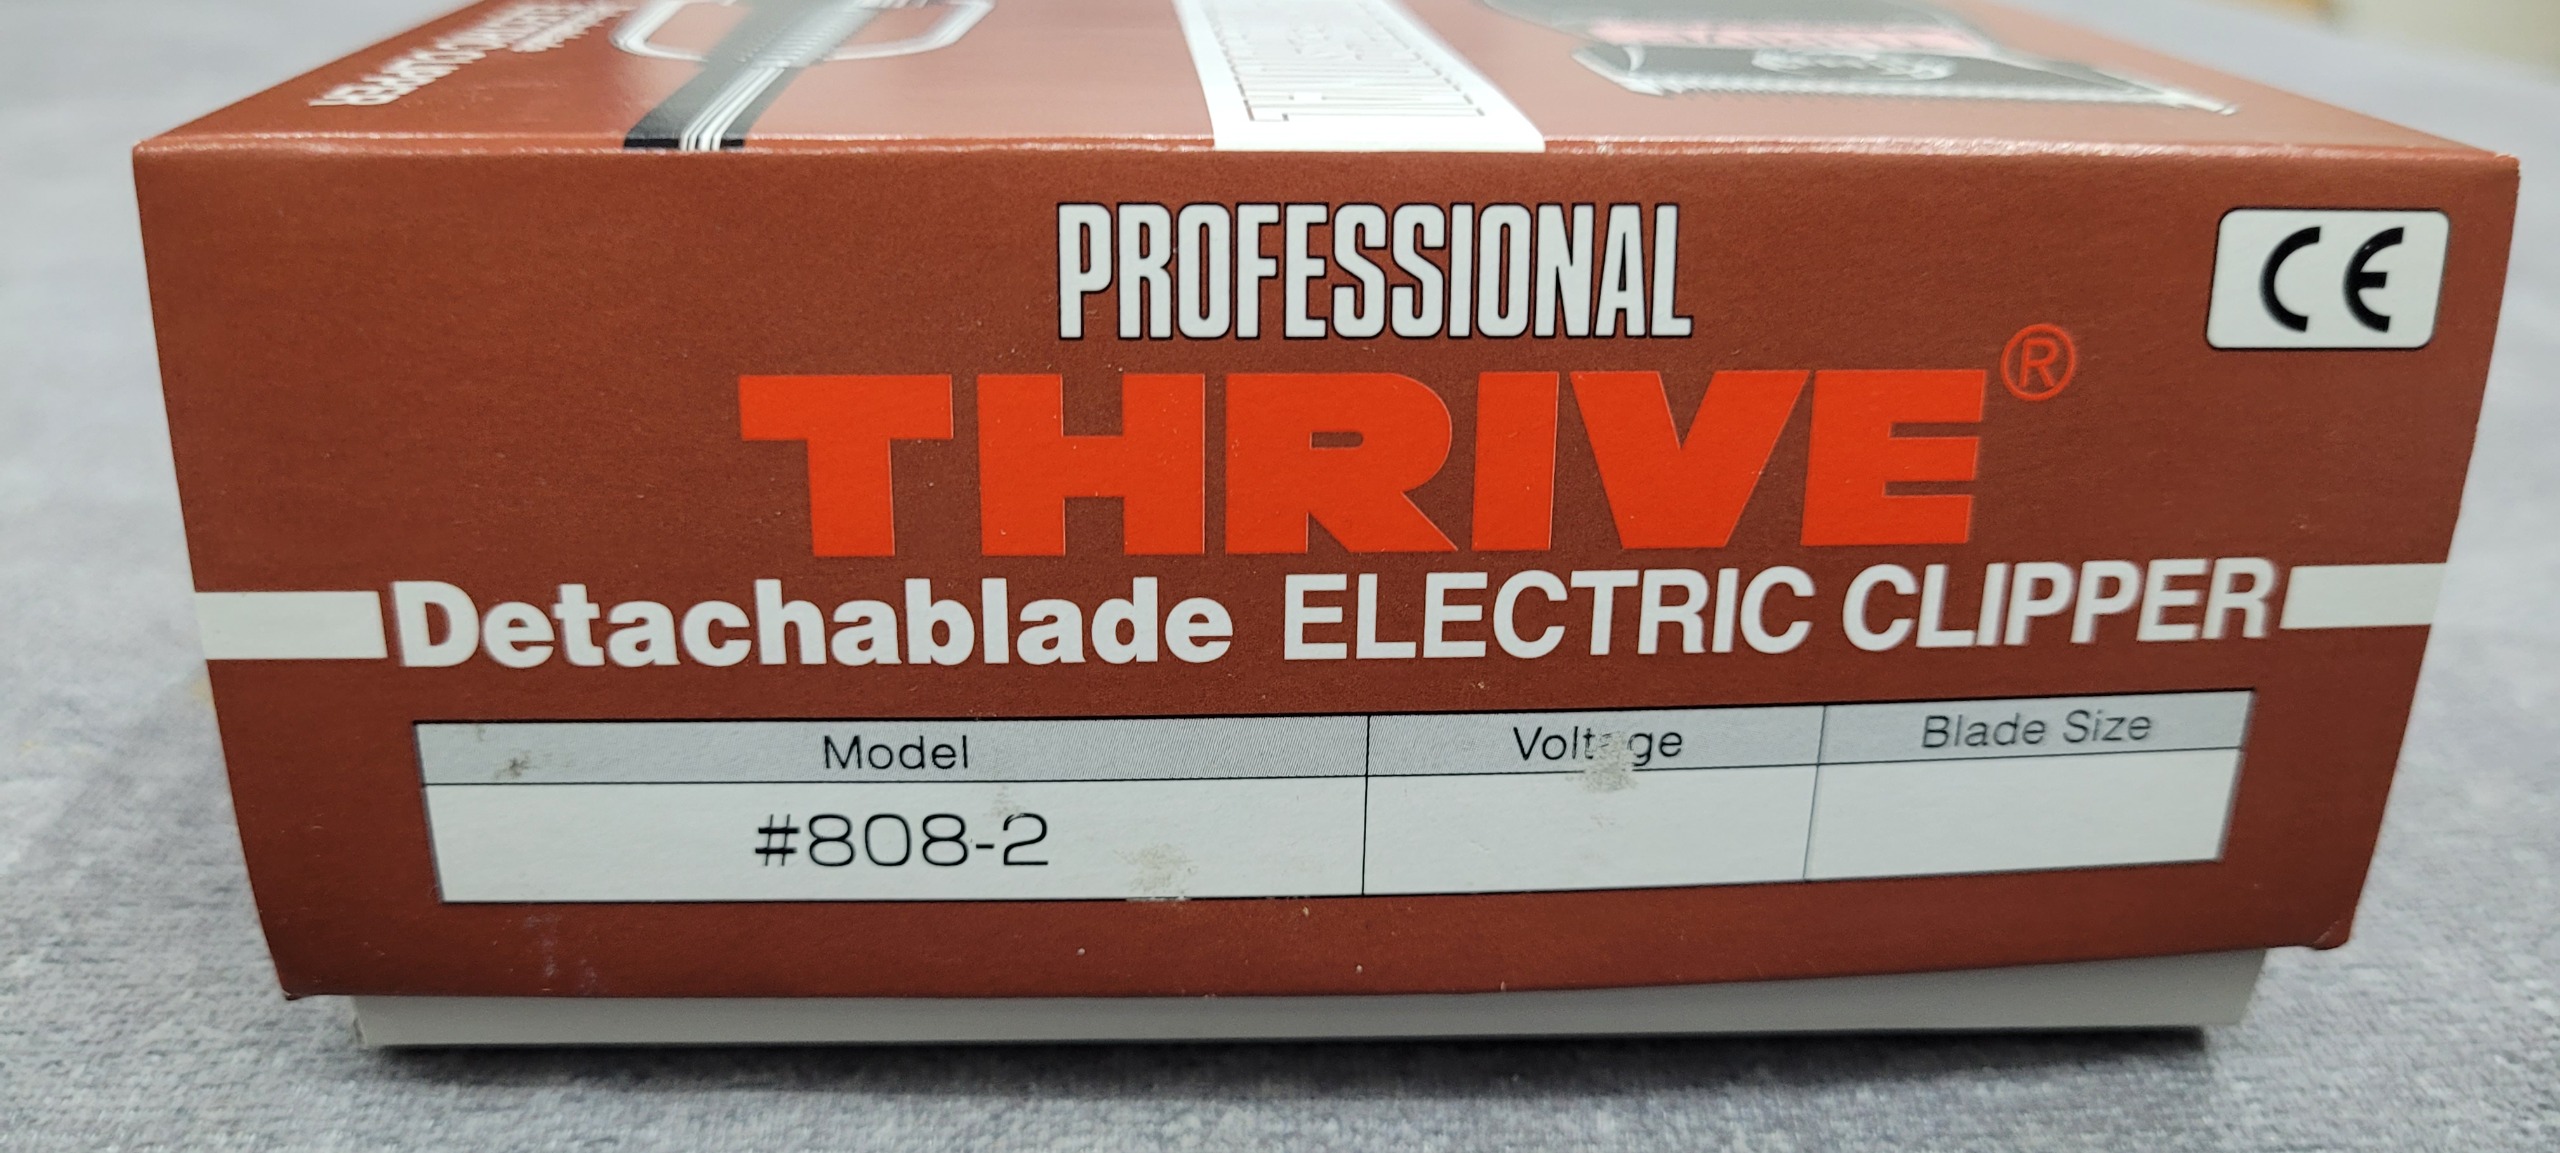 PROFESSIONAL
CE
THRIVE®
Detachablade ELECTRIC CLIPPER
Model Voltage Blade Size
#808-2